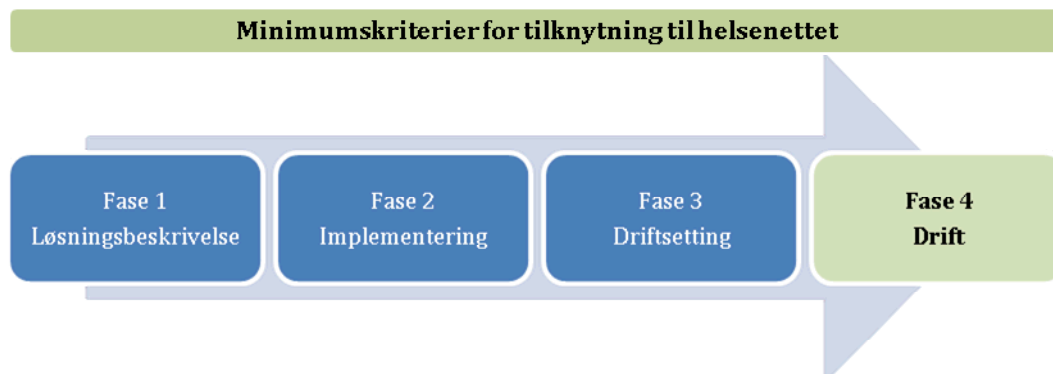 Minimumskriterier for tilknytning til helsenettet
Fase 1
Løsningsbeskrivelse
Fase 2
Implementering
Fase 3
Driftsetting
Fase 4
Drift